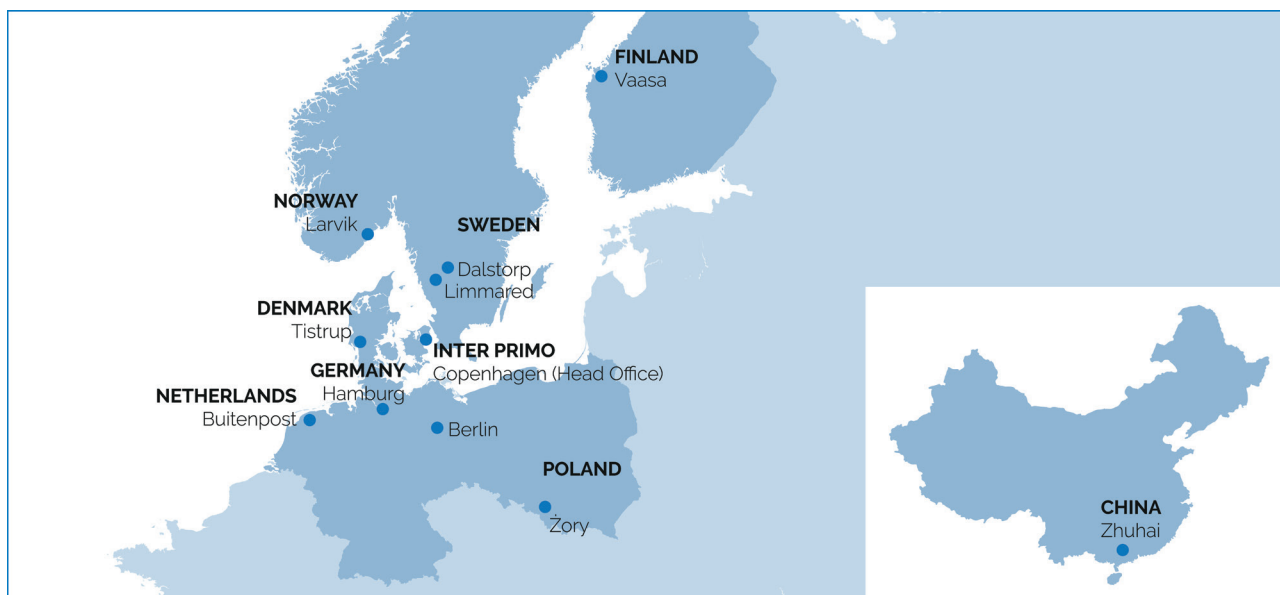 FINLAND
Vaasa
NORWAY
Larvik
SWEDEN
Dalstorp
Limmared
DENMARK
Tistrup
INTER PRIMO
Copenhagen (Head Office)
GERMANY
Hamburg
NETHERLANDS
Buitenpost
Berlin
POLAND
Żory
CHINA
Zhuhai